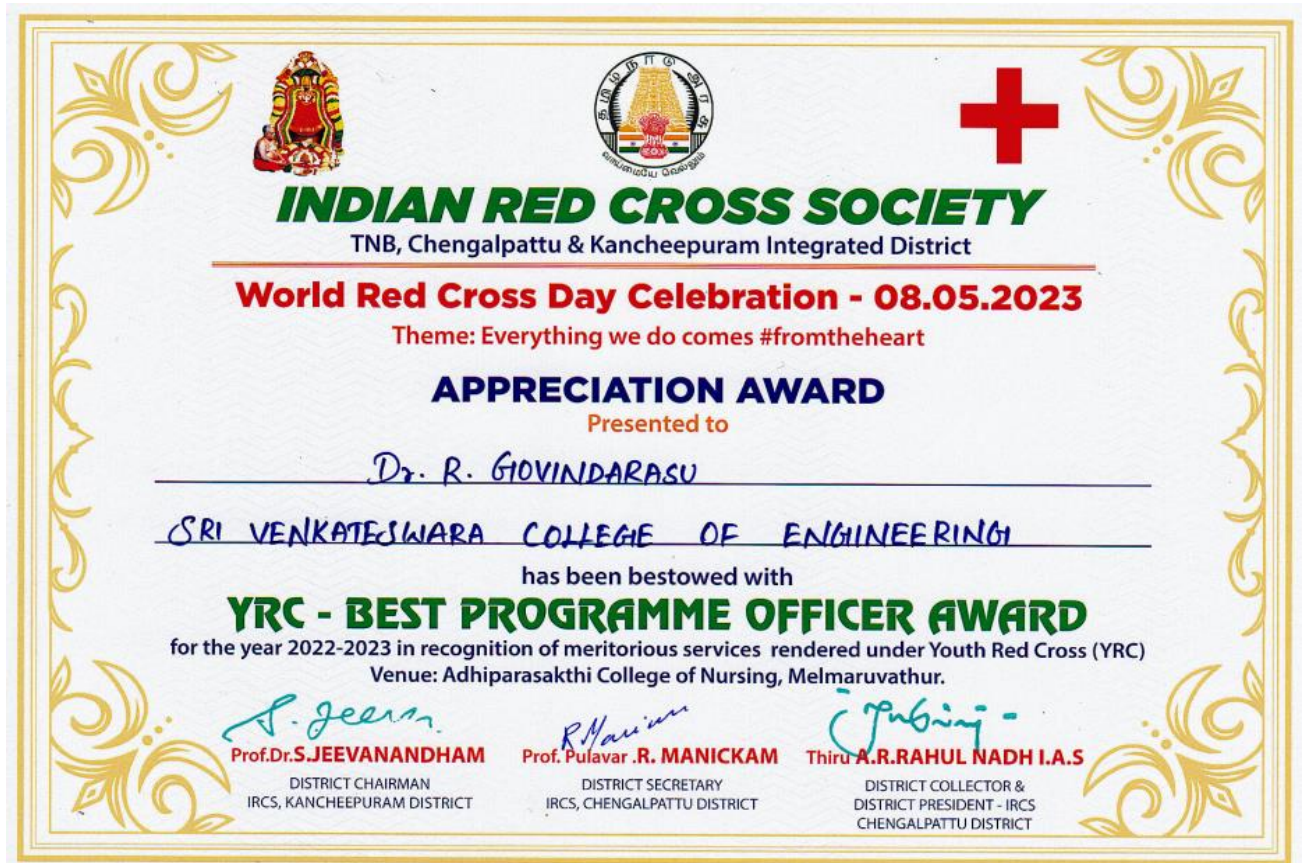 தமிழ்நாடு அரசு
வாய்மையே வெல்லும்
INDIAN RED CROSS SOCIETY
TNB, Chengalpattu & Kancheepuram Integrated District
World Red Cross Day Celebration - 08.05.2023
Theme: Everything we do comes #fromtheheart
APPRECIATION AWARD
Presented to
Dr. R. GOVINDARASU
SRI VENKATESWARA COLLEGE OF ENGINEERING
has been bestowed with
YRC - BEST PROGRAMME OFFICER AWARD
for the year 2022-2023 in recognition of meritorious services rendered under Youth Red Cross (YRC)
Venue: Adhiparasakthi College of Nursing, Melmaruvathur.
S. Jeeva
R. Manic
Prof.Dr.S.JEEVANANDHAM Prof. Pulavar .R. MANICKAM Thiru A.R.RAHUL NADH I.A.S
DISTRICT CHAIRMAN DISTRICT SECRETARY DISTRICT COLLECTOR &
IRCS, KANCHEEPURAM DISTRICT IRCS, CHENGALPATTU DISTRICT DISTRICT PRESIDENT - IRCS
CHENGALPATTU DISTRICT